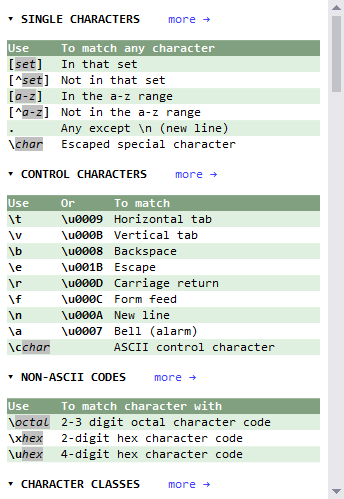 ▾ SINGLE CHARACTERS more →
Use To match any character
[set] In that set
[^set] Not in that set
[a-z] In the a-z range
[^a-z] Not in the a-z range
. Any except \n (new line)
\char Escaped special character
▾ CONTROL CHARACTERS more →
Use Or To match
\t \u0009 Horizontal tab
\v \u000B Vertical tab
\b \u0008 Backspace
\e \u001B Escape
\r \u000D Carriage return
\f \u000C Form feed
\n \u000A New line
\a \u0007 Bell (alarm)
\cchar ASCII control character
▾ NON-ASCII CODES more →
Use To match character with
\octal 2-3 digit octal character code
\xhex 2-digit hex character code
\uhex 4-digit hex character code
▾ CHARACTER CLASSES more →